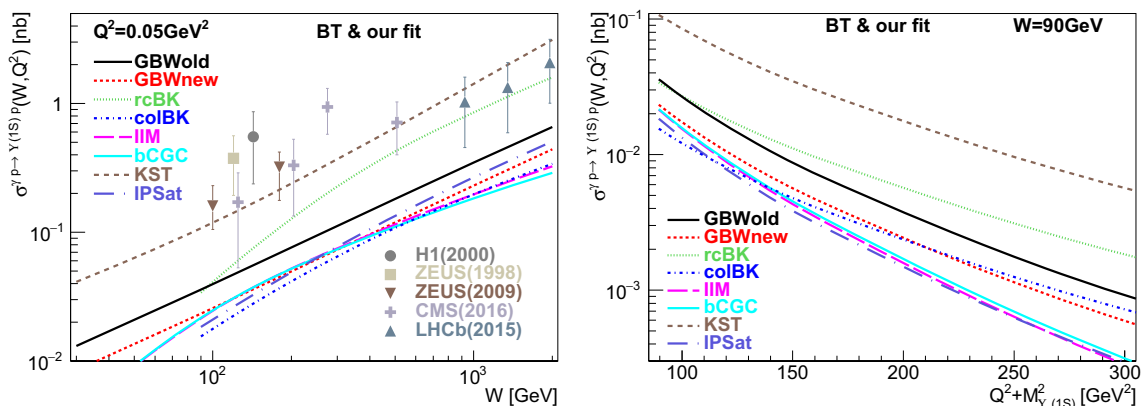 Q²=0.05GeV² BT & our fit
GBWold
GBWnew
rcBK
colBK
IIM
bCGC
KST
IPSat
H1(2000)
ZEUS(1998)
ZEUS(2009)
CMS(2016)
LHCb(2015)
σ^γ p→ Υ (1S) p(W,Q²) [nb]
1
10⁻¹
10⁻²
10² 10³
W [GeV]
BT & our fit W=90GeV
GBWold
GBWnew
rcBK
colBK
IIM
bCGC
KST
IPSat
σ^γ p→ Υ (1S) p(W,Q²) [nb]
10⁻¹
10⁻²
10⁻³
100 150 200 250 300
Q²+M²_Υ (1S) [GeV²]